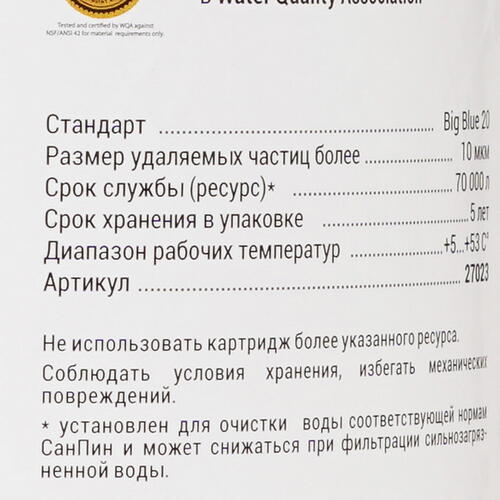 в Water Quality Association
Tested and certified by WQA against
NSF/ANSI 42 for material requirements only.
Стандарт ........ Big Blue 20
Размер удаляемых частиц более ........ 10 мкм
Срок службы (ресурс)* ........ 70 000 л
Срок хранения в упаковке ........ 5 лет
Диапазон рабочих температур ........ +5...+53 C°
Артикул ........ 27023
Не использовать картридж более указанного ресурса.
Соблюдать условия хранения, избегать механических
повреждений.
* установлен для очистки воды соответствующей нормам
СанПин и может снижаться при фильтрации сильнозагряз-
ненной воды.